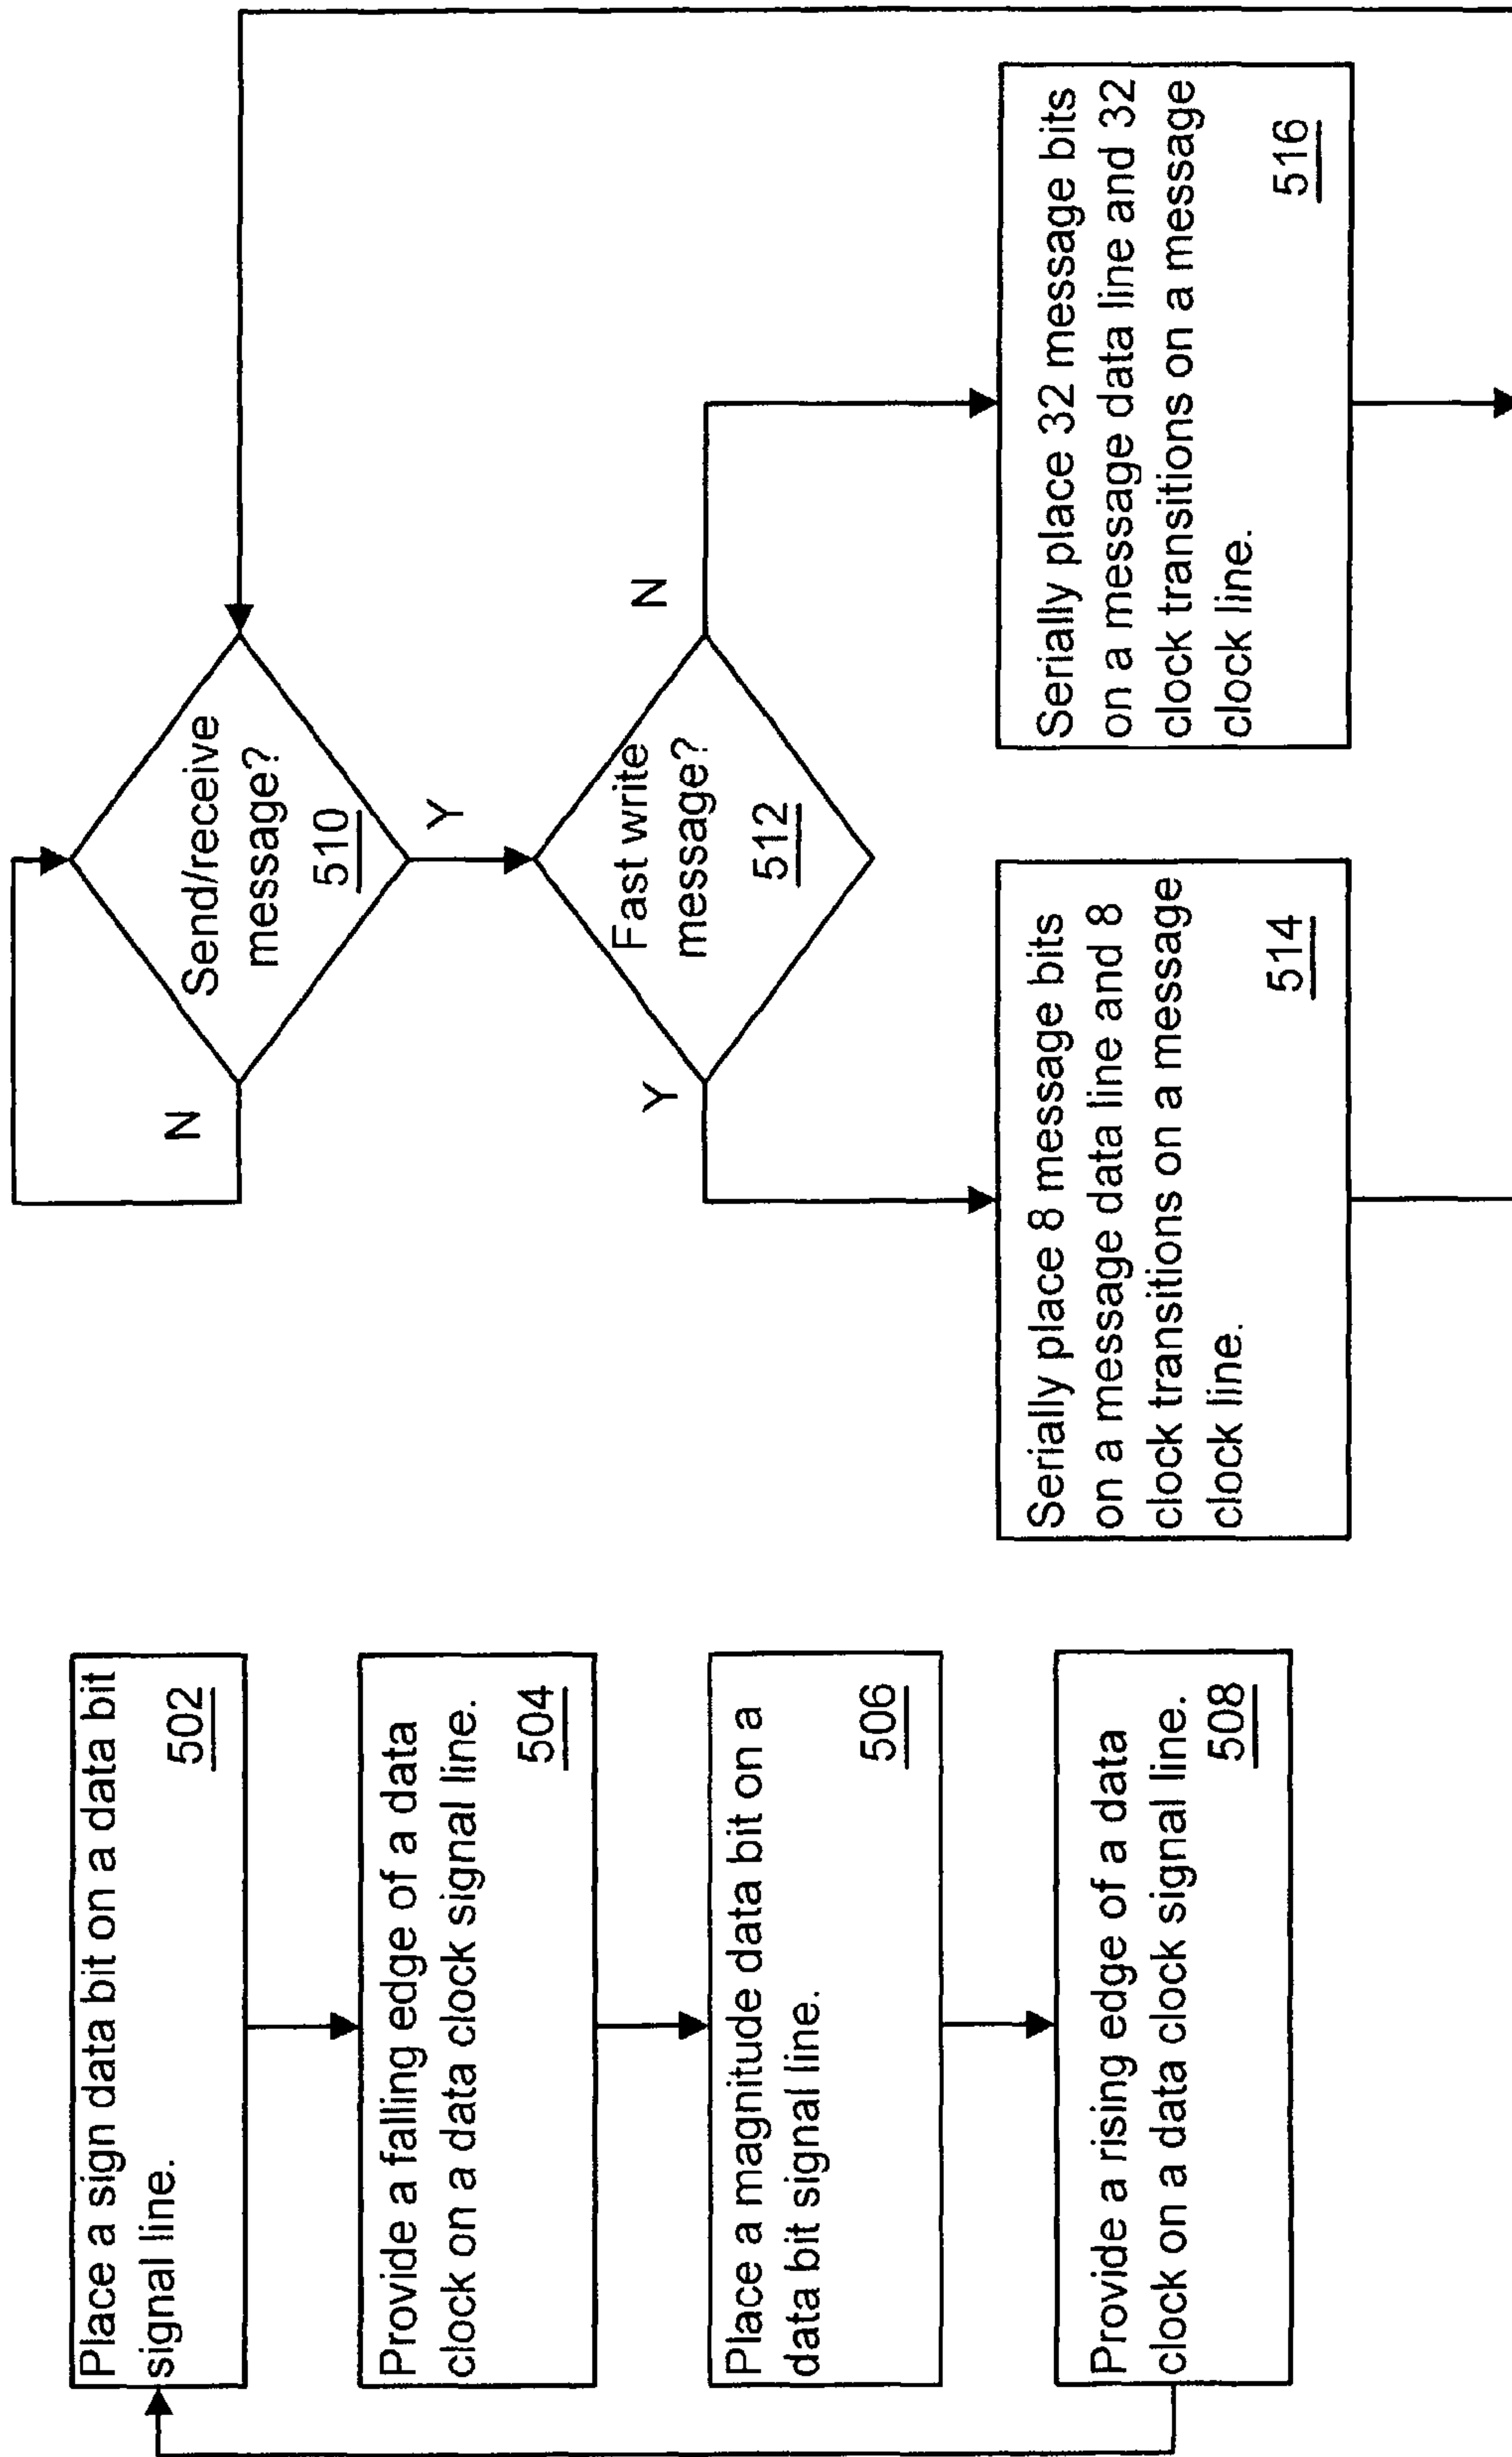 Place a sign data bit on a data bit
signal line.
502
Provide a falling edge of a data
clock on a data clock signal line.
504
Place a magnitude data bit on a
data bit signal line.
506
Provide a rising edge of a data
clock on a data clock signal line.
508
Send/receive
message?
510
N
Y
Fast write
message?
512
Y
N
Serially place 8 message bits
on a message data line and 8
clock transitions on a message
clock line.
514
Serially place 32 message bits
on a message data line and 32
clock transitions on a message
clock line.
516